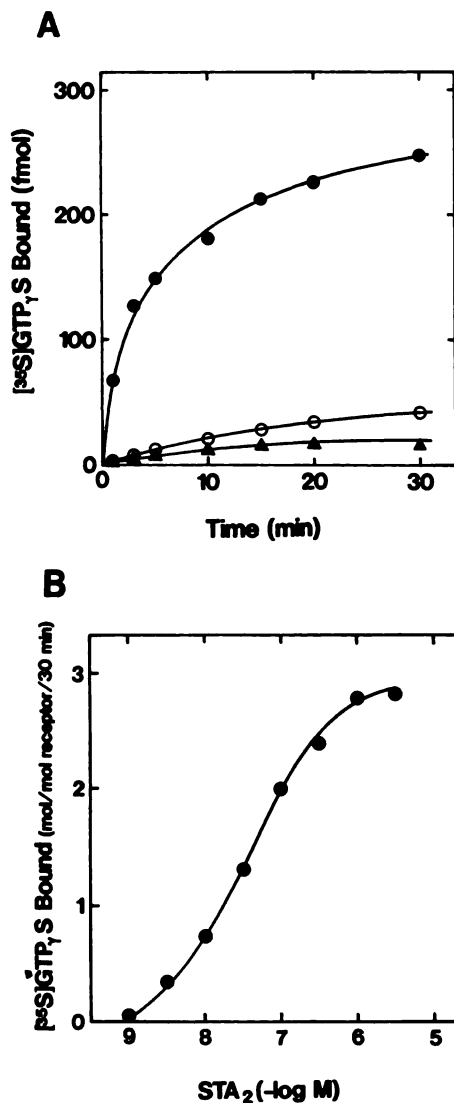 A
[³⁵S]GTPγS Bound (fmol)
300
200
100
0
0 10 20 30
Time (min)
B
[³⁵S]GTPγS Bound (mol/mol receptor/30 min)
3
2
1
0
9 8 7 6 5
STA₂(-log M)